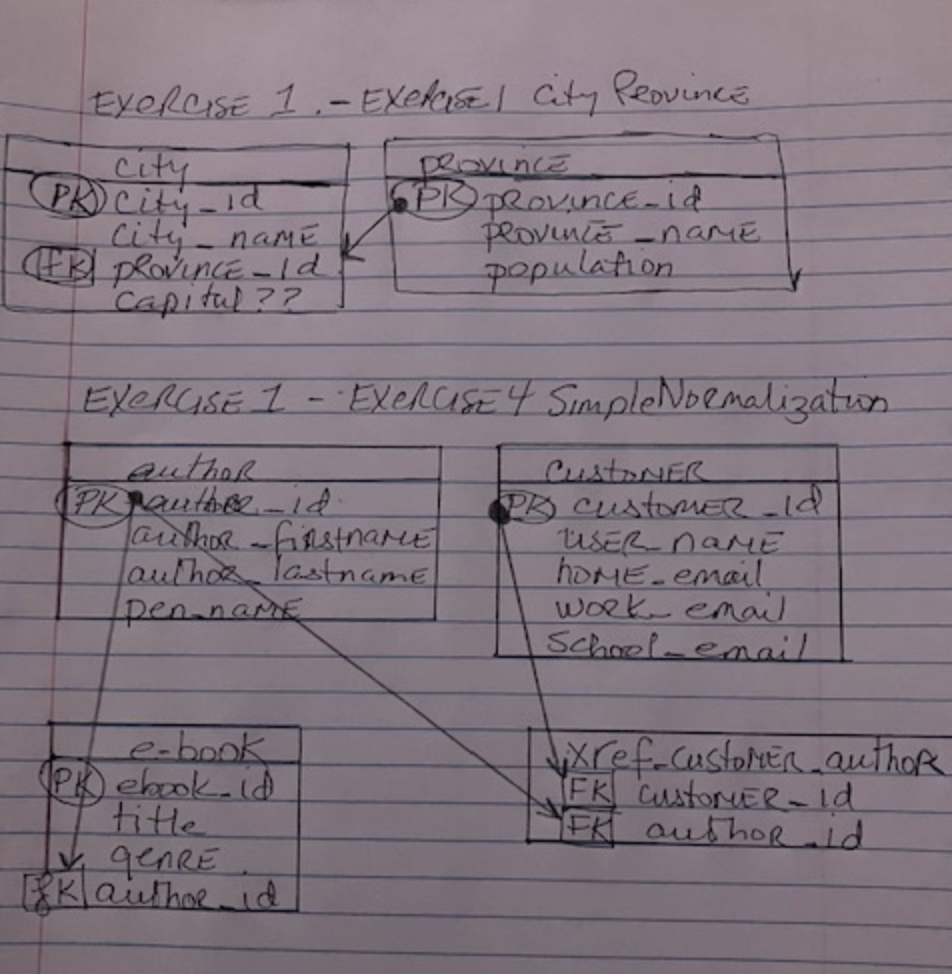 EXERCISE 1. - EXERCISE 1 City Province
city
PK city_id
city_name
FK province_id
capital??
province
PK province_id
province_name
population
EXERCISE 1 - EXERCISE 4 SimpleNormalization
author
PK author_id
author_firstname
author_lastname
pen_name
customer
PK customer_id
user_name
home_email
work_email
school_email
e-book
PK ebook_id
title
genre
FK author_id
xref_customer_author
FK customer_id
FK author_id